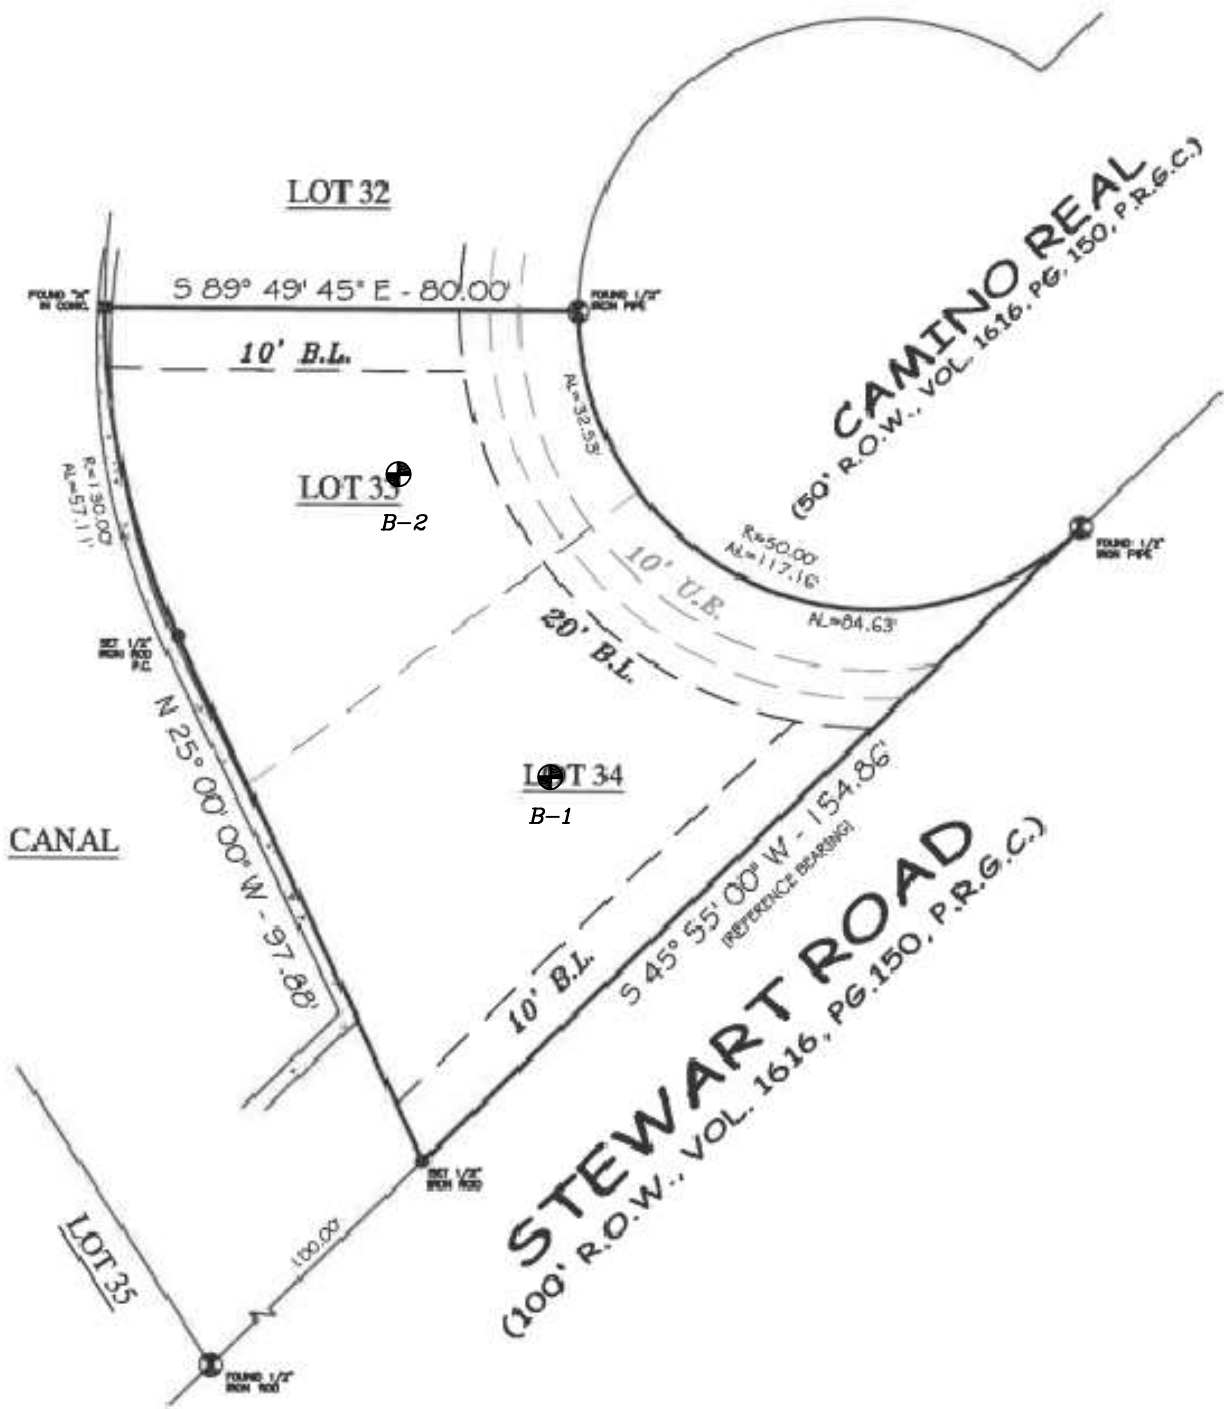 LOT 32
CAMINO REAL
(50' R.O.W., VOL. 1616, PG. 150, P.R.G.C.)
S 89° 49' 45" E - 80.00'
FOUND "X"
IN CONC.
FOUND 1/2"
IRON PIPE
10' B.L.
AL=32.53'
LOT 33
B-2
R=130.00'
AL=57.11'
R=50.00'
AL=117.16'
FOUND 1/2"
IRON PIPE
10' U.E.
AL=84.63'
20' B.L.
SET 1/2"
IRON ROD
P.C.
N 25° 00' 00" W - 97.88'
LOT 34
B-1
CANAL
S 45° 55' 00" W - 154.86'
(REFERENCE BEARING)
10' B.L.
STEWART ROAD
(100' R.O.W., VOL. 1616, PG.150, P.R.G.C.)
SET 1/2"
IRON ROD
LOT 35
100.00'
FOUND 1/2"
IRON ROD